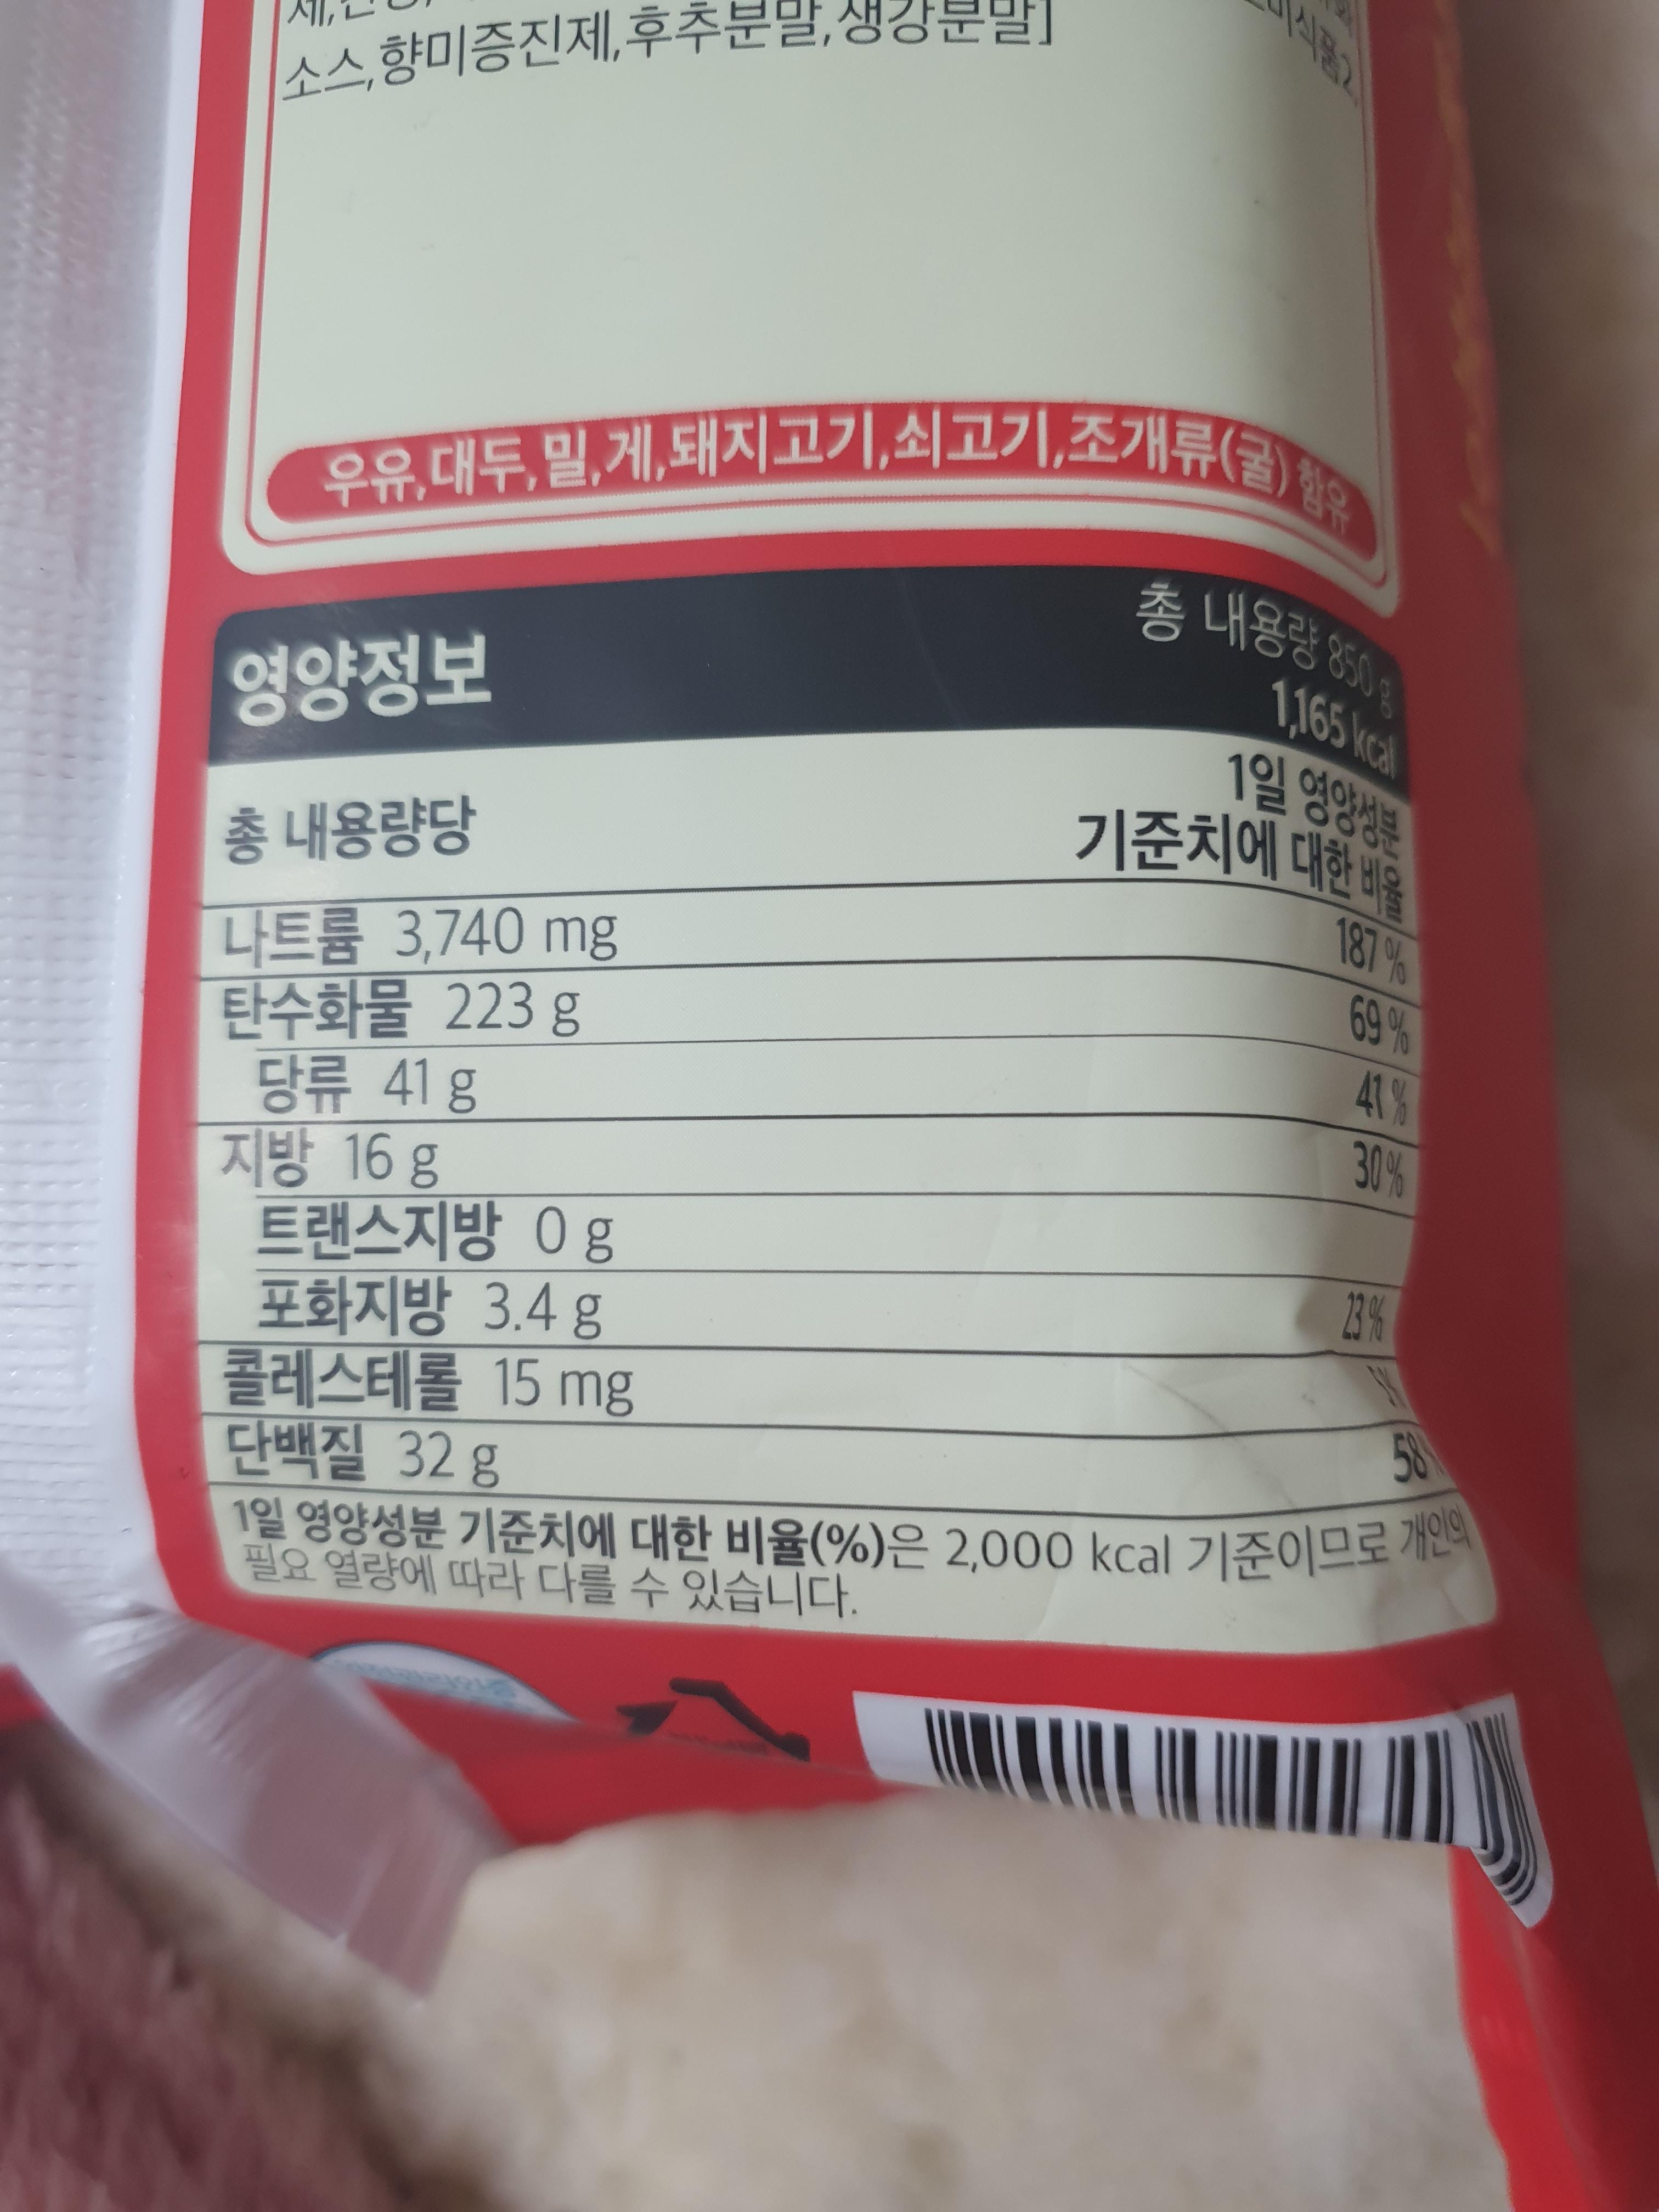 소스,향미증진제,후추분말,생강분말]
우유,대두,밀,게,돼지고기,쇠고기,조개류(굴) 함유
영양정보
총 내용량 850 g
1,165 kcal
총 내용량당
1일 영양성분
기준치에 대한 비율
나트륨 3,740 mg 187 %
탄수화물 223 g 69 %
당류 41 g 41 %
지방 16 g 30 %
트랜스지방 0 g
포화지방 3.4 g 23 %
콜레스테롤 15 mg
단백질 32 g 58
1일 영양성분 기준치에 대한 비율(%)은 2,000 kcal 기준이므로 개인의
필요 열량에 따라 다를 수 있습니다.